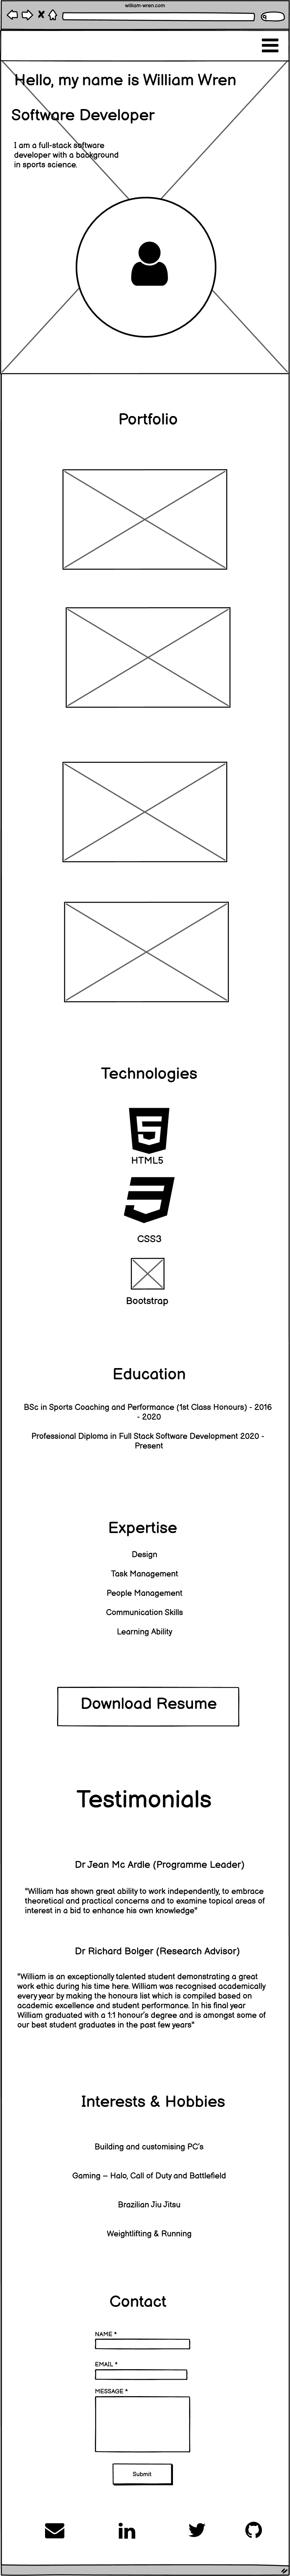 william-wren.com
Hello, my name is William Wren
Software Developer
I am a full-stack software
developer with a background
in sports science.
Portfolio
Technologies
HTML5
CSS3
Bootstrap
Education
BSc in Sports Coaching and Performance (1st Class Honours) - 2016
- 2020
Professional Diploma in Full Stack Software Development 2020 -
Present
Expertise
Design
Task Management
People Management
Communication Skills
Learning Ability
Download Resume
Testimonials
Dr Jean Mc Ardle (Programme Leader)
"William has shown great ability to work independently, to embrace
theoretical and practical concerns and to examine topical areas of
interest in a bid to enhance his own knowledge"
Dr Richard Bolger (Research Advisor)
"William is an exceptionally talented student demonstrating a great
work ethic during his time here. William was recognised academically
every year by making the honours list which is compiled based on
academic excellence and student performance. In his final year
William graduated with a 1:1 honour's degree and is amongst some of
our best student graduates in the past few years"
Interests & Hobbies
Building and customising PC's
Gaming – Halo, Call of Duty and Battlefield
Brazilian Jiu Jitsu
Weightlifting & Running
Contact
NAME *
EMAIL *
MESSAGE *
Submit
in